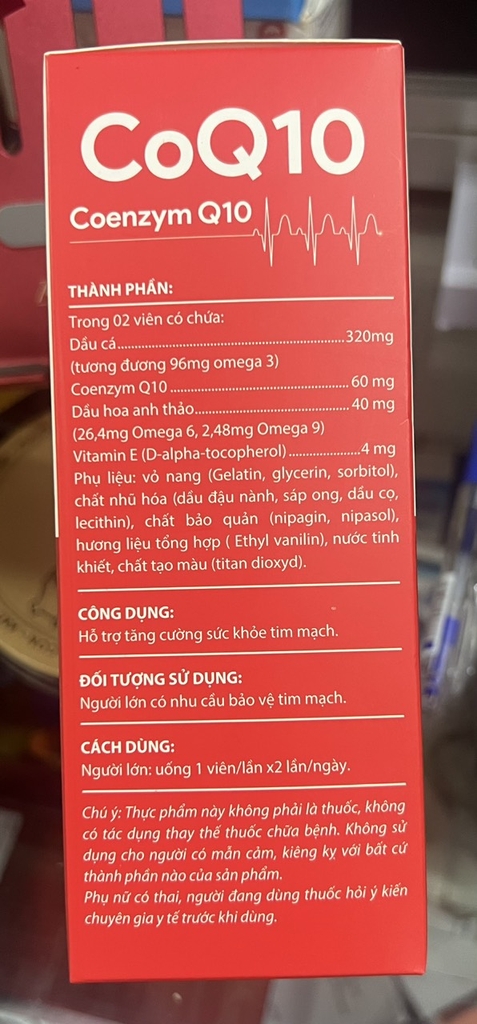 CoQ10
Coenzym Q10
THÀNH PHẦN:
Trong 02 viên có chứa:
Dầu cá......320mg
(tương đương 96mg omega 3)
Coenzym Q10......60 mg
Dầu hoa anh thảo......40 mg
(26,4mg Omega 6, 2,48mg Omega 9)
Vitamin E (D-alpha-tocopherol)......4 mg
Phụ liệu: vỏ nang (Gelatin, glycerin, sorbitol),
chất nhũ hóa (dầu đậu nành, sáp ong, dầu cọ,
lecithin), chất bảo quản (nipagin, nipasol),
hương liệu tổng hợp ( Ethyl vanilin), nước tinh
khiết, chất tạo màu (titan dioxyd).
CÔNG DỤNG:
Hỗ trợ tăng cường sức khỏe tim mạch.
ĐỐI TƯỢNG SỬ DỤNG:
Người lớn có nhu cầu bảo vệ tim mạch.
CÁCH DÙNG:
Người lớn: uống 1 viên/lần x2 lần/ngày.
Chú ý: Thực phẩm này không phải là thuốc, không
có tác dụng thay thế thuốc chữa bệnh. Không sử
dụng cho người có mẫn cảm, kiêng kỵ với bất cứ
thành phần nào của sản phẩm.
Phụ nữ có thai, người đang dùng thuốc hỏi ý kiến
chuyên gia y tế trước khi dùng.